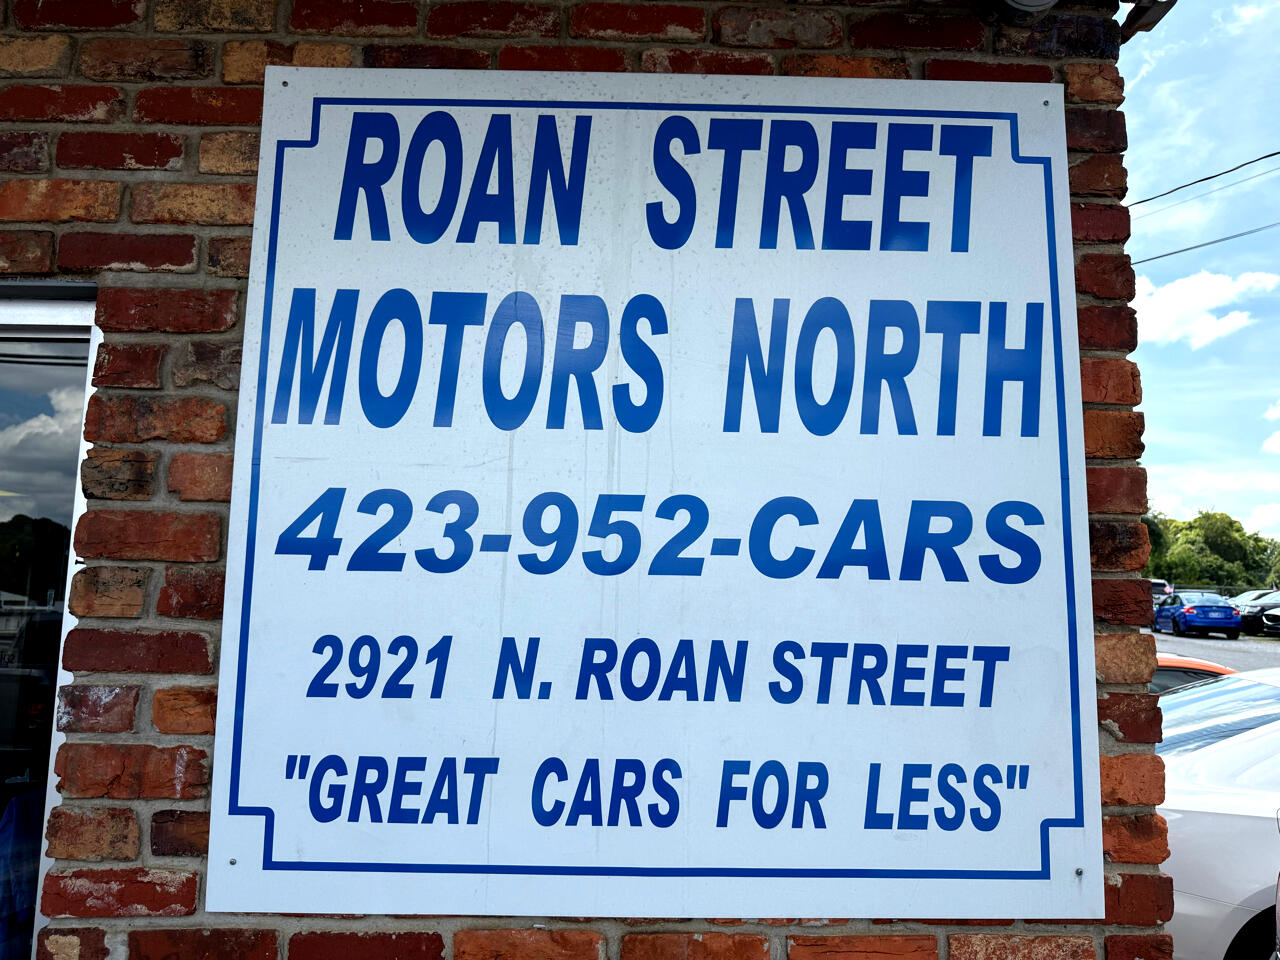 ROAN STREET
MOTORS NORTH
423-952-CARS
2921 N. ROAN STREET
"GREAT CARS FOR LESS"